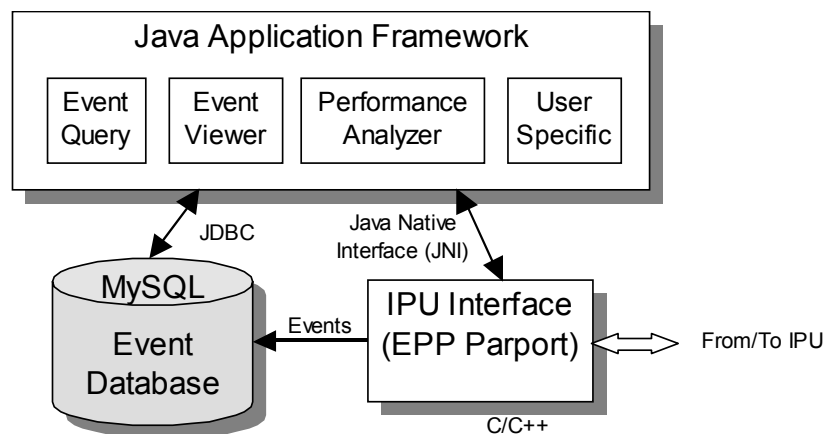 Java Application Framework
Event
Query
Event
Viewer
Performance
Analyzer
User
Specific
JDBC
Java Native
Interface (JNI)
MySQL
Event
Database
Events
IPU Interface
(EPP Parport)
From/To IPU
C/C++